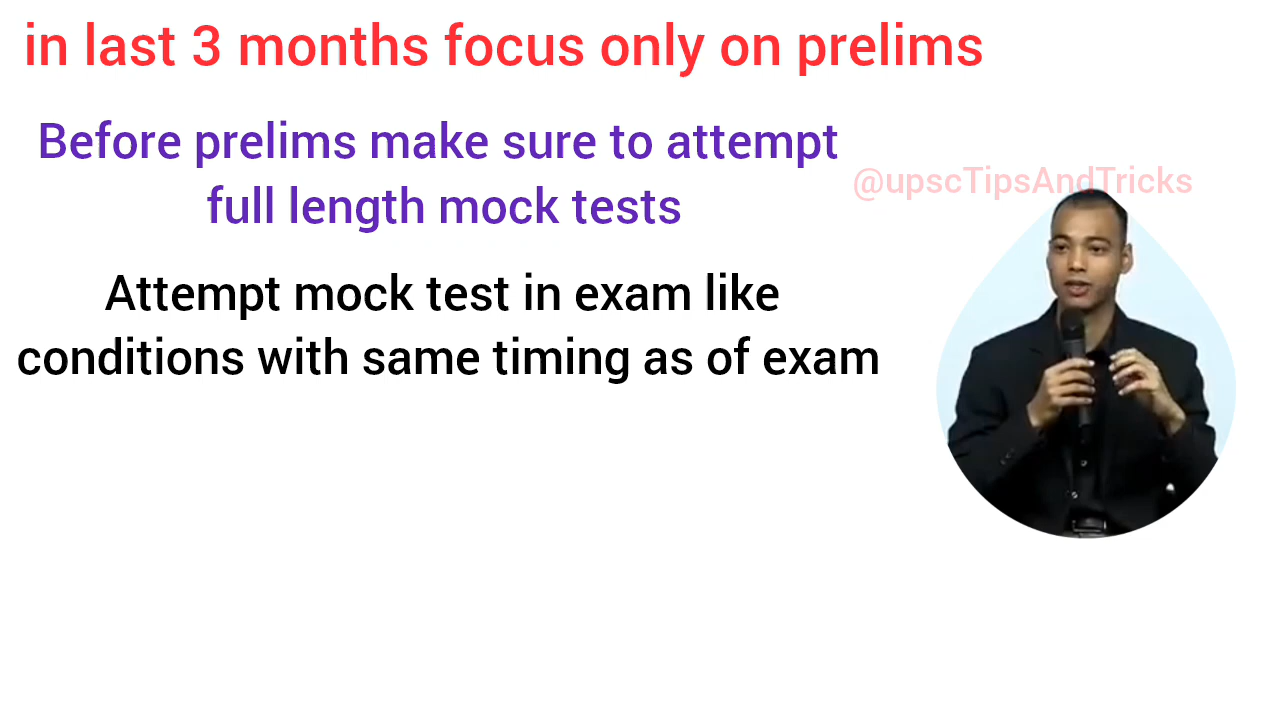 in last 3 months focus only on prelims
Before prelims make sure to attempt
full length mock tests
@upscTipsAndTricks
Attempt mock test in exam like
conditions with same timing as of exam